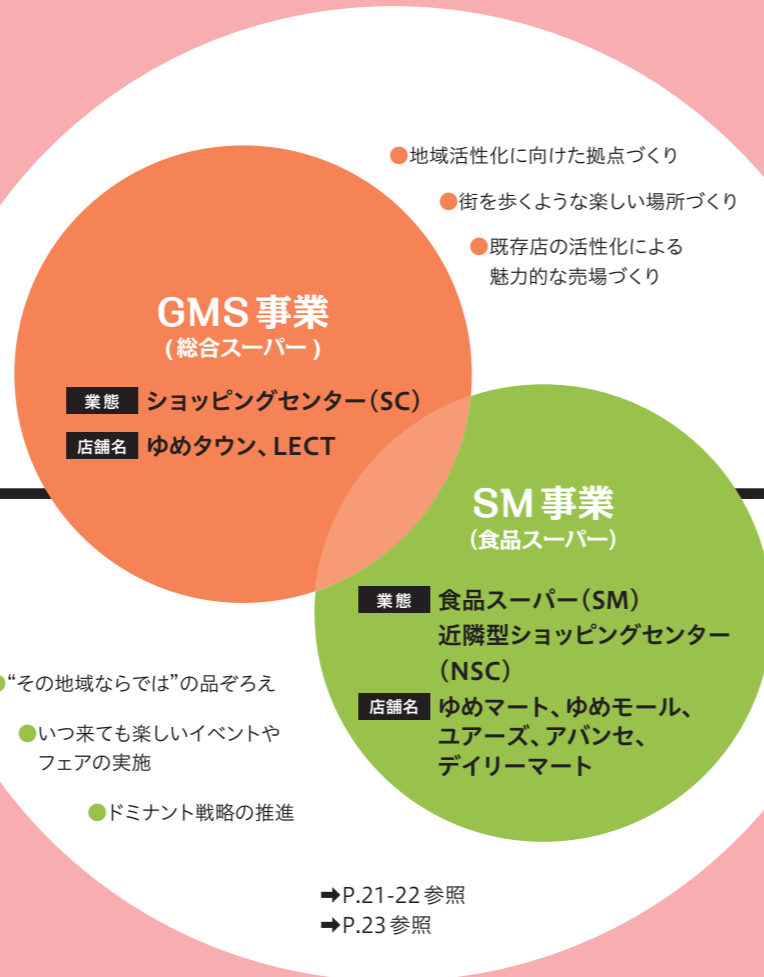 ●地域活性化に向けた拠点づくり
●街を歩くような楽しい場所づくり
●既存店の活性化による
魅力的な売場づくり
GMS事業
(総合スーパー)
業態 ショッピングセンター(SC)
店舗名 ゆめタウン、LECT
SM事業
(食品スーパー)
業態 食品スーパー(SM)
近隣型ショッピングセンター
(NSC)
店舗名 ゆめマート、ゆめモール、
ユアーズ、アバンセ、
デイリーマート
●“その地域ならでは”の品ぞろえ
●いつ来ても楽しいイベントや
フェアの実施
●ドミナント戦略の推進
➡P.21-22参照
➡P.23参照